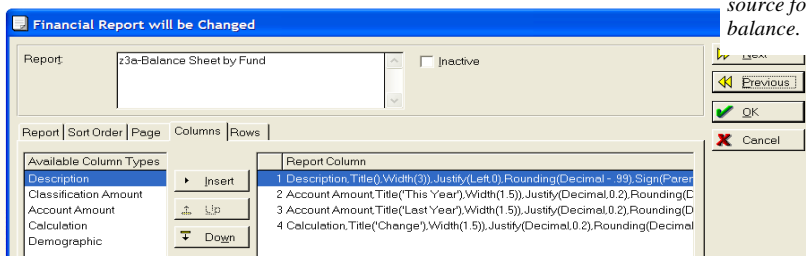 source fo
balance.
Financial Report will be Changed
Report:
z3a-Balance Sheet by Fund
Inactive
Next
Previous
OK
Cancel
Report Sort Order Page Columns Rows
Available Column Types
Description
Classification Amount
Account Amount
Calculation
Demographic
Insert
Up
Down
Report Column
1 Description,Title(),Width(3)),Justify(Left,0),Rounding(Decimal - .99),Sign(Paren
2 Account Amount,Title('This Year'),Width(1.5)),Justify(Decimal,0.2),Rounding(D
3 Account Amount,Title('Last Year'),Width(1.5)),Justify(Decimal,0.2),Rounding(D
4 Calculation,Title('Change'),Width(1.5)),Justify(Decimal,0.2),Rounding(Decimal